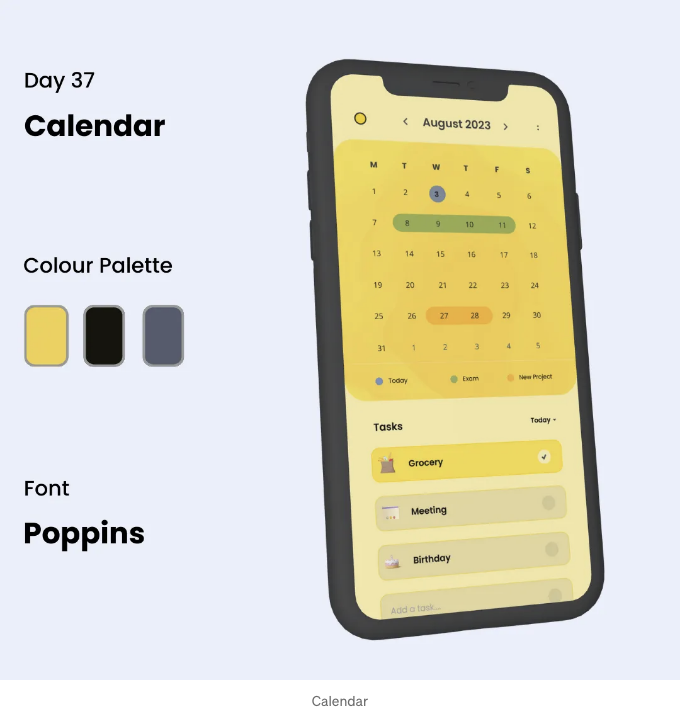 Day 37
Calendar
Colour Palette
Font
Poppins
August 2023
M T W T F S
1 2 3 4 5 6
7 8 9 10 11 12
13 14 15 16 17 18
19 20 21 22 23 24
25 26 27 28 29 30
31 1 2 3 4 5
Today Exam New Project
Tasks Today
Grocery
Meeting
Birthday
Add a task...
Calendar